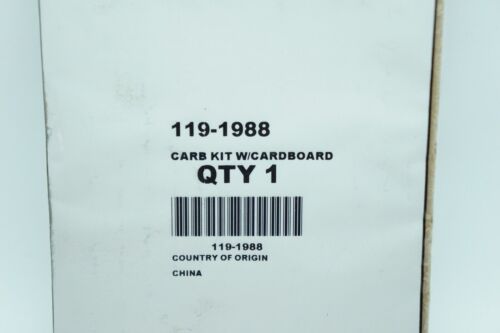 119-1988
CARB KIT W/CARDBOARD
QTY 1
119-1988
COUNTRY OF ORIGIN
CHINA